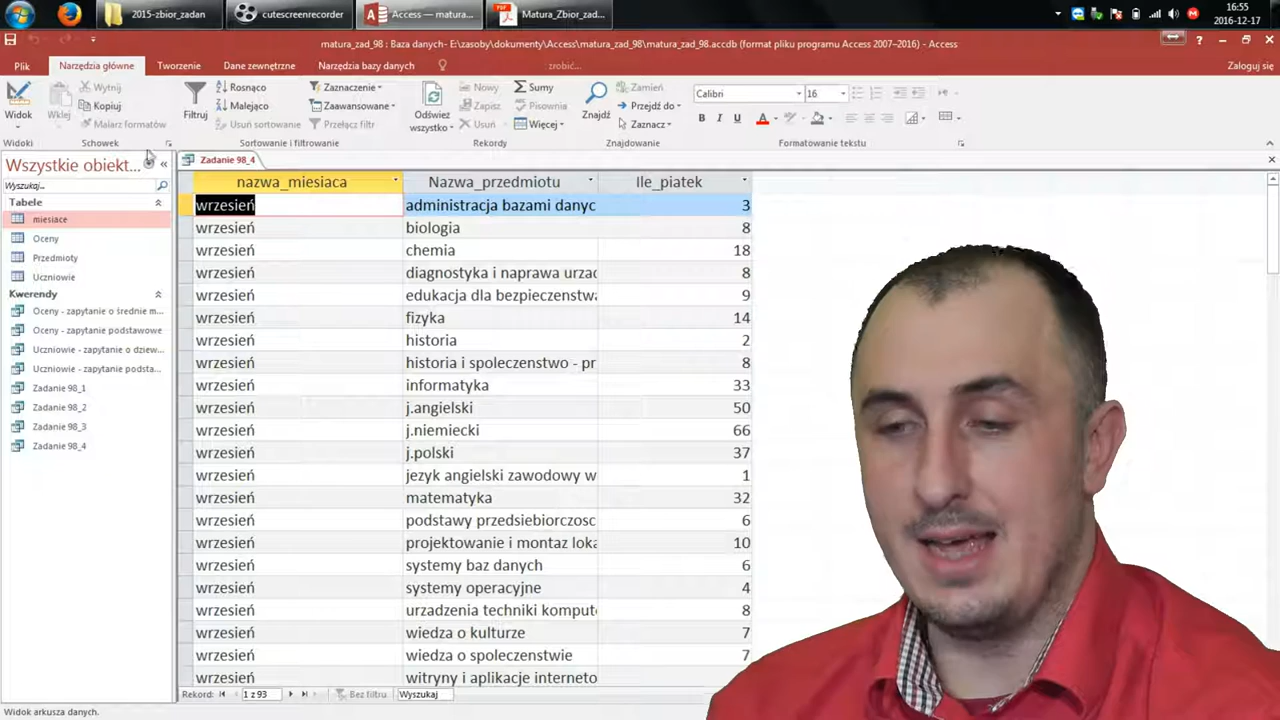 2015-zbior_zadan
cutescreenrecorder
Access — matura...
Matura_Zbior_zad...
16:55
2016-12-17
matura_zad_98 : Baza danych- E:\zasoby\dokumenty\Access\matura_zad_98\matura_zad_98.accdb (format pliku programu Access 2007–2016) - Access
Plik
Narzędzia główne
Tworzenie
Dane zewnętrzne
Narzędzia bazy danych
zrobić...
Zaloguj się
Widok
Wklej
Wytnij
Kopiuj
Malarz formatów
Filtruj
Rosnąco
Malejąco
Usuń sortowanie
Zaznaczenie
Zaawansowane
Przełącz filtr
Odśwież
wszystko
Nowy
Zapisz
Usuń
Sumy
Pisownia
Więcej
Znajdź
Zamień
Przejdź do
Zaznacz
Calibri
16
B
I
U
A
Widoki
Schowek
Sortowanie i filtrowanie
Rekordy
Znajdowanie
Formatowanie tekstu
Wszystkie obiekt...
Wyszukaj...
Tabele
miesiace
Oceny
Przedmioty
Uczniowie
Kwerendy
Oceny - zapytanie o średnie m...
Oceny - zapytanie podstawowe
Uczniowie - zapytanie o dziew...
Uczniowie - zapytanie podsta...
Zadanie 98_1
Zadanie 98_2
Zadanie 98_3
Zadanie 98_4
Zadanie 98_4
nazwa_miesiaca Nazwa_przedmiotu Ile_piatek
wrzesień administracja bazami danyc 3
wrzesień biologia 8
wrzesień chemia 18
wrzesień diagnostyka i naprawa urzac 8
wrzesień edukacja dla bezpieczenstwa 9
wrzesień fizyka 14
wrzesień historia 2
wrzesień historia i spoleczenstwo - pr 8
wrzesień informatyka 33
wrzesień j.angielski 50
wrzesień j.niemiecki 66
wrzesień j.polski 37
wrzesień jezyk angielski zawodowy w 1
wrzesień matematyka 32
wrzesień podstawy przedsiebiorczosc 6
wrzesień projektowanie i montaz loka 10
wrzesień systemy baz danych 6
wrzesień systemy operacyjne 4
wrzesień urzadzenia techniki komput 8
wrzesień wiedza o kulturze 7
wrzesień wiedza o spoleczenstwie 7
wrzesień witryny i aplikacje interneto 8
Rekord: 1 z 93
Bez filtru
Wyszukaj
Widok arkusza danych.